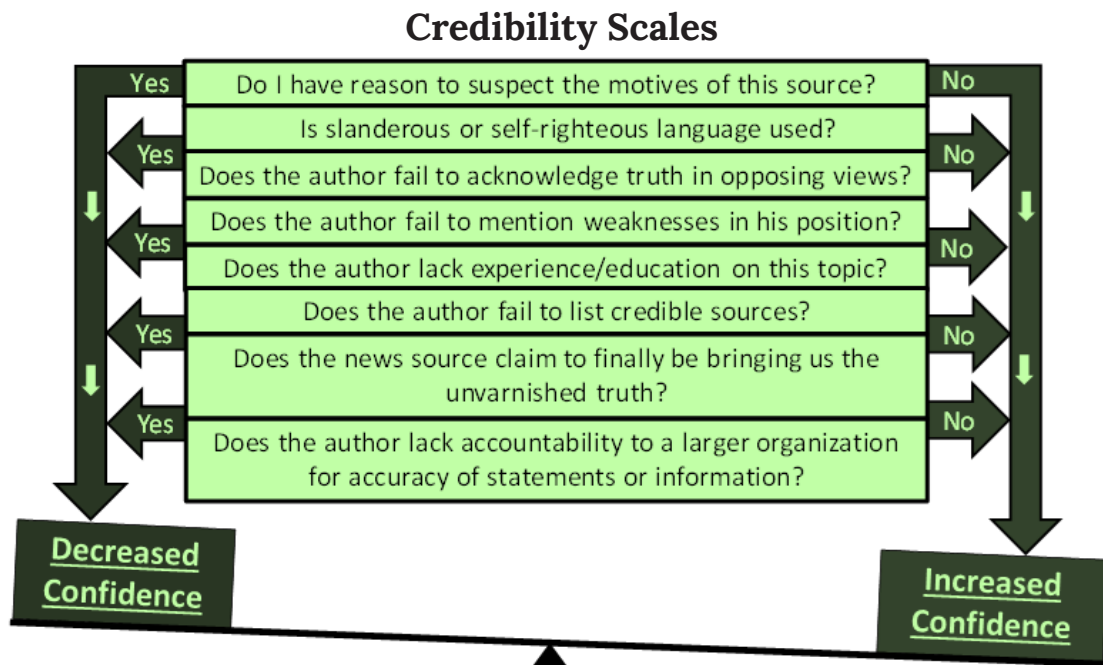 Credibility Scales
Yes
Do I have reason to suspect the motives of this source?
No
Is slanderous or self-righteous language used?
Yes
No
Does the author fail to acknowledge truth in opposing views?
Does the author fail to mention weaknesses in his position?
Yes
No
Does the author lack experience/education on this topic?
Does the author fail to list credible sources?
Yes
No
Does the news source claim to finally be bringing us the
unvarnished truth?
Yes
No
Does the author lack accountability to a larger organization
for accuracy of statements or information?
Decreased
Confidence
Increased
Confidence